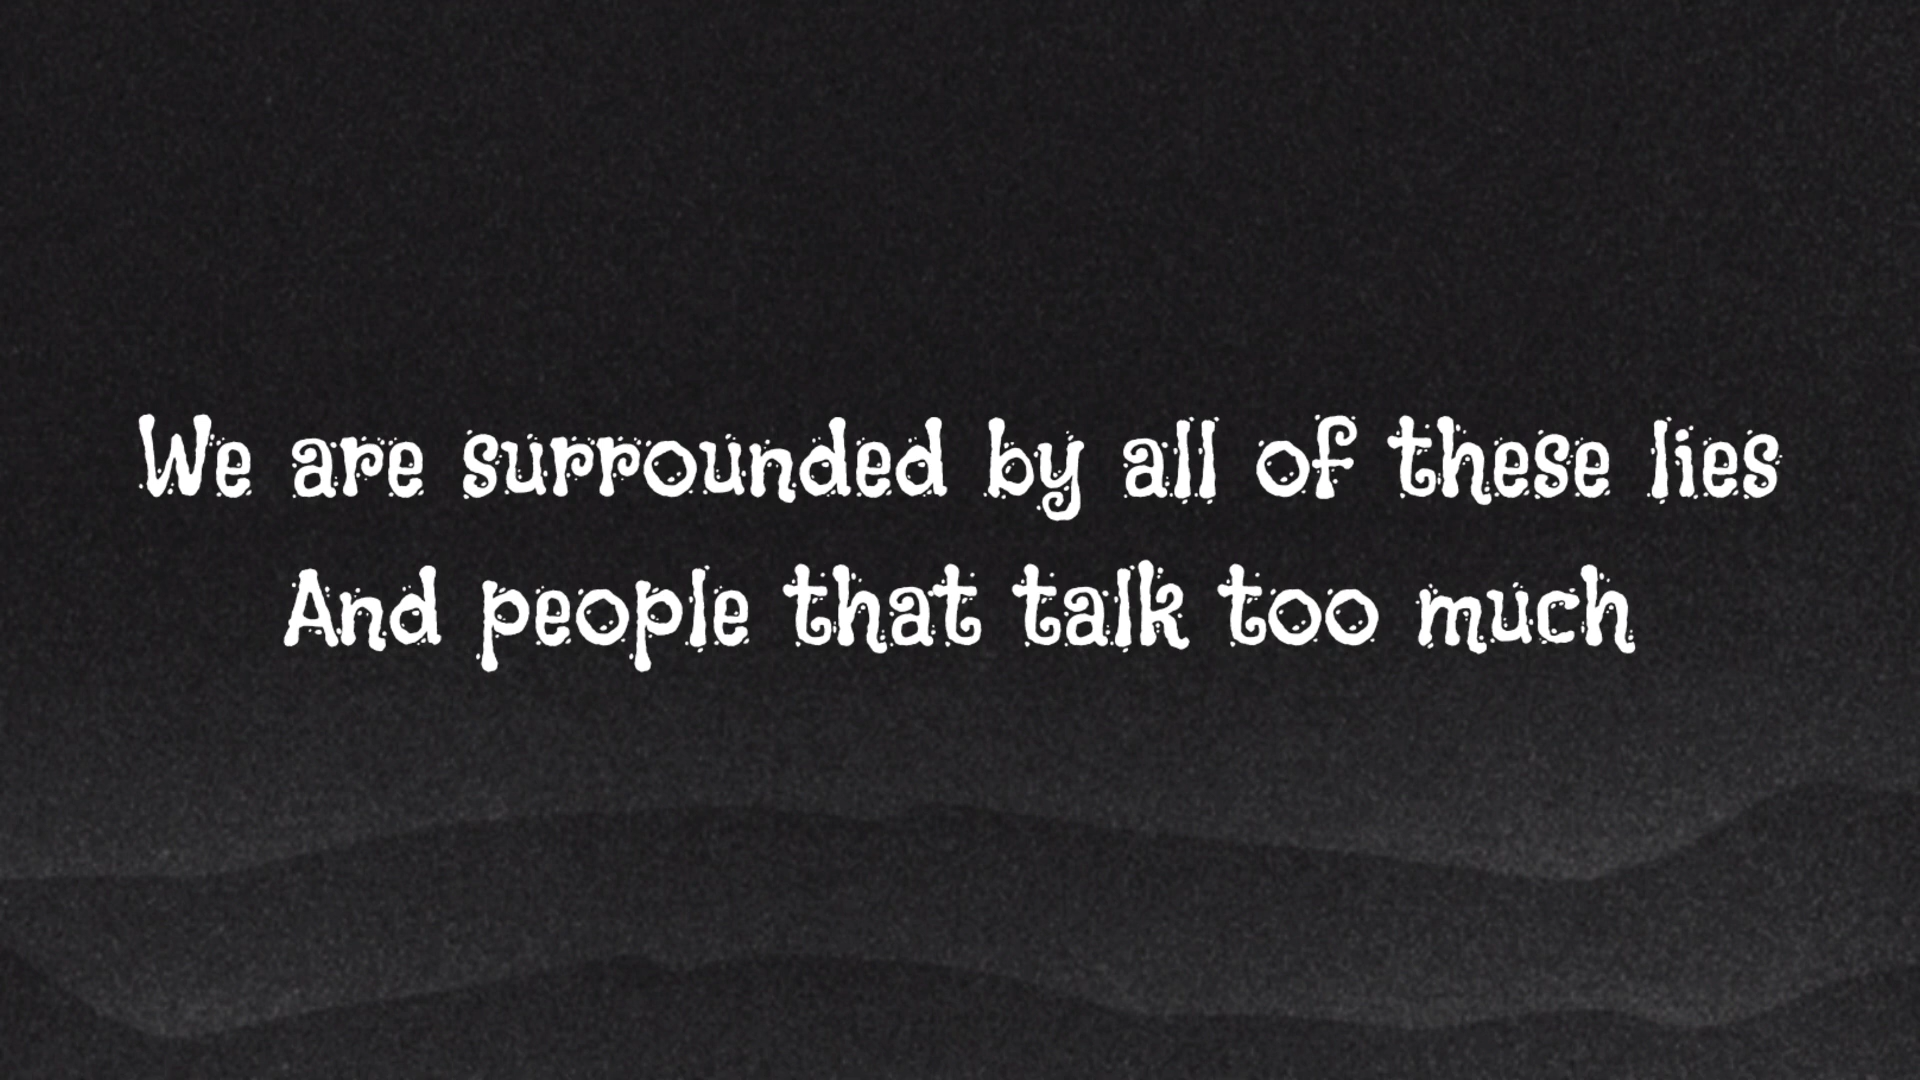 We are surrounded by all of these lies
And people that talk too much